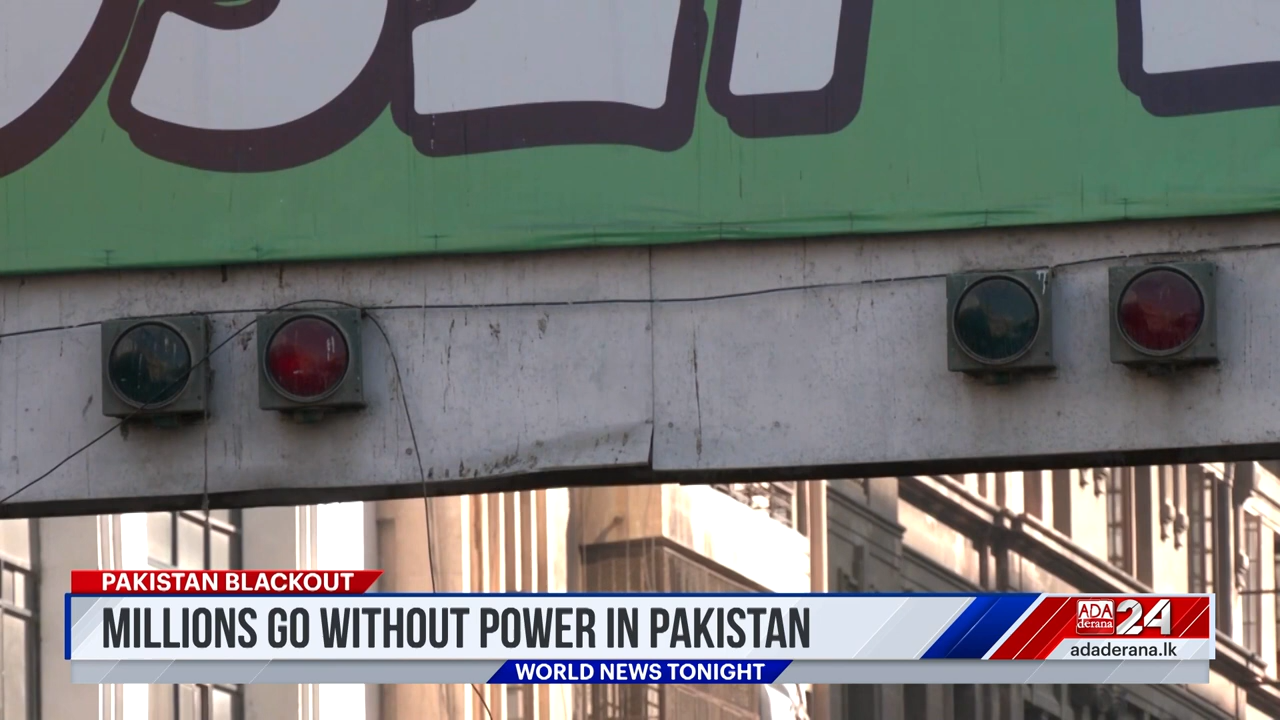 PAKISTAN BLACKOUT
MILLIONS GO WITHOUT POWER IN PAKISTAN
ADA
derana
24
adaderana.lk
WORLD NEWS TONIGHT